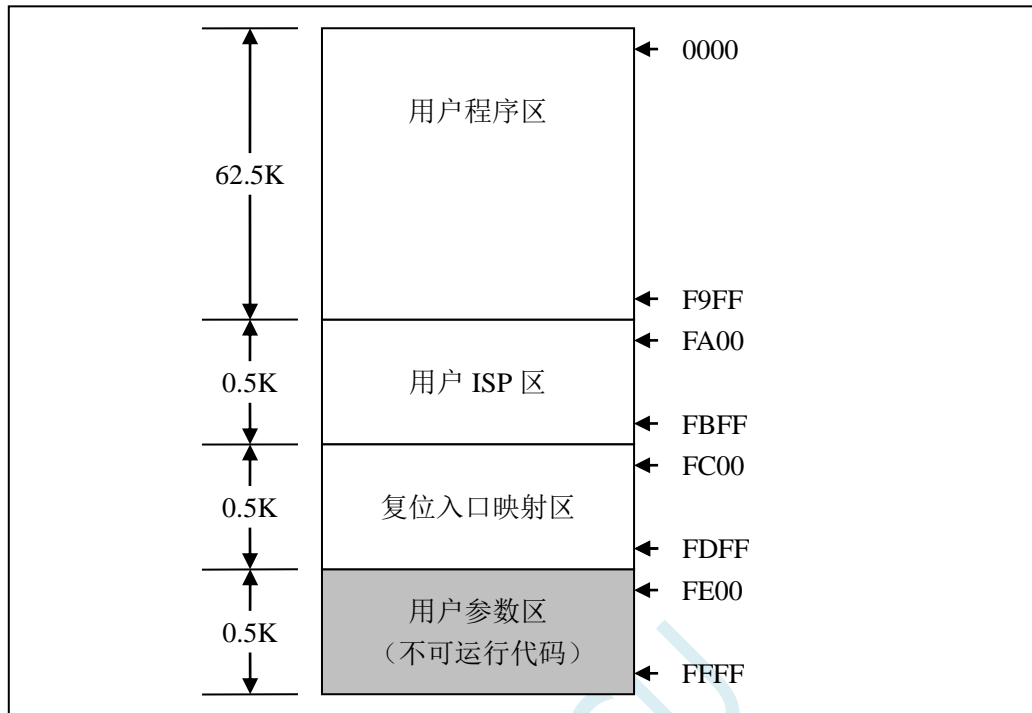 0000
用户程序区
62.5K
F9FF
FA00
用户 ISP 区
0.5K
FBFF
FC00
复位入口映射区
0.5K
FDFF
FE00
用户参数区
0.5K
（不可运行代码）
FFFF